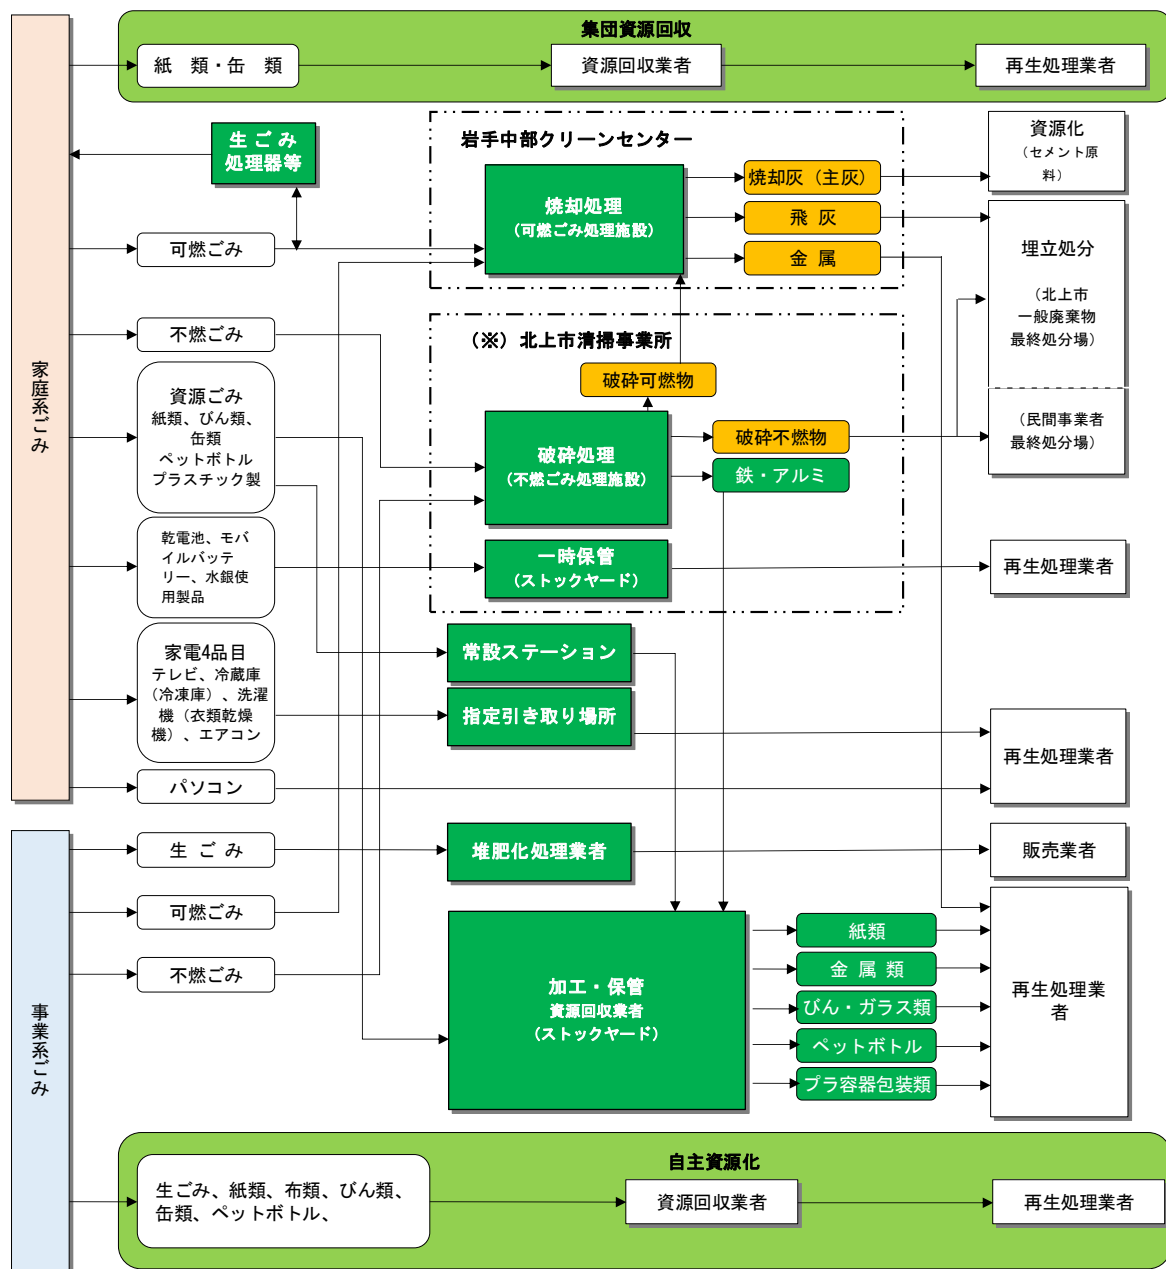 集団資源回収
紙　類・缶　類
資源回収業者
再生処理業者
家庭系ごみ
生ごみ
処理器等
岩手中部クリーンセンター
焼却処理
（可燃ごみ処理施設）
焼却灰（主灰）
飛 灰
金 属
資源化
（セメント原
料）
可燃ごみ
埋立処分
（北上市
一般廃棄物
最終処分場）
（民間事業者
最終処分場）
不燃ごみ
（※）北上市清掃事業所
破砕可燃物
資源ごみ
紙類、びん類、
缶類
ペットボトル
プラスチック製
破砕処理
（不燃ごみ処理施設）
破砕不燃物
鉄・アルミ
乾電池、モバ
イルバッテ
リー、水銀使
用製品
一時保管
（ストックヤード）
再生処理業者
家電4品目
テレビ、冷蔵庫
（冷凍庫）、洗濯
機（衣類乾燥
機）、エアコン
常設ステーション
指定引き取り場所
再生処理業者
パソコン
事業系ごみ
生 ご み
堆肥化処理業者
販売業者
可燃ごみ
不燃ごみ
加工・保管
資源回収業者
（ストックヤード）
紙類
金 属 類
びん・ガラス類
ペットボトル
プラ容器包装類
再生処理業
者
自主資源化
生ごみ、紙類、布類、びん類、
缶類、ペットボトル、
資源回収業者
再生処理業者